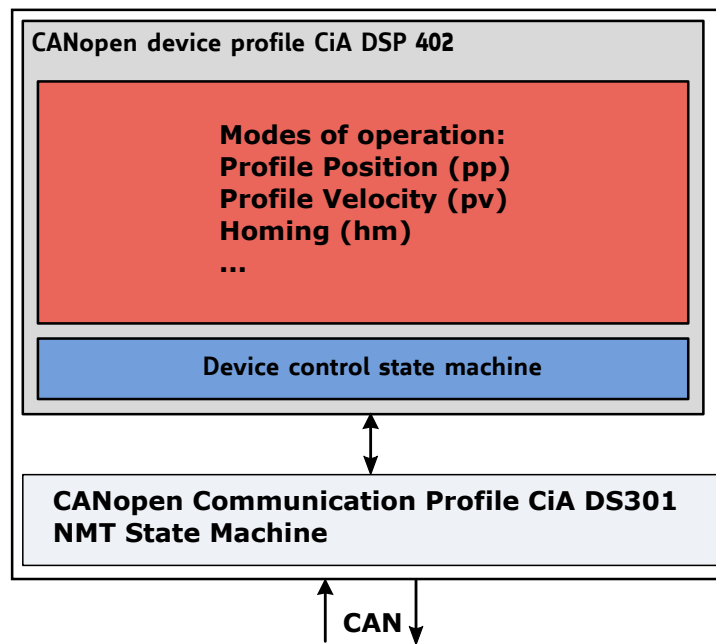 CANopen device profile CiA DSP 402
Modes of operation:
Profile Position (pp)
Profile Velocity (pv)
Homing (hm)
...
Device control state machine
CANopen Communication Profile CiA DS301
NMT State Machine
CAN